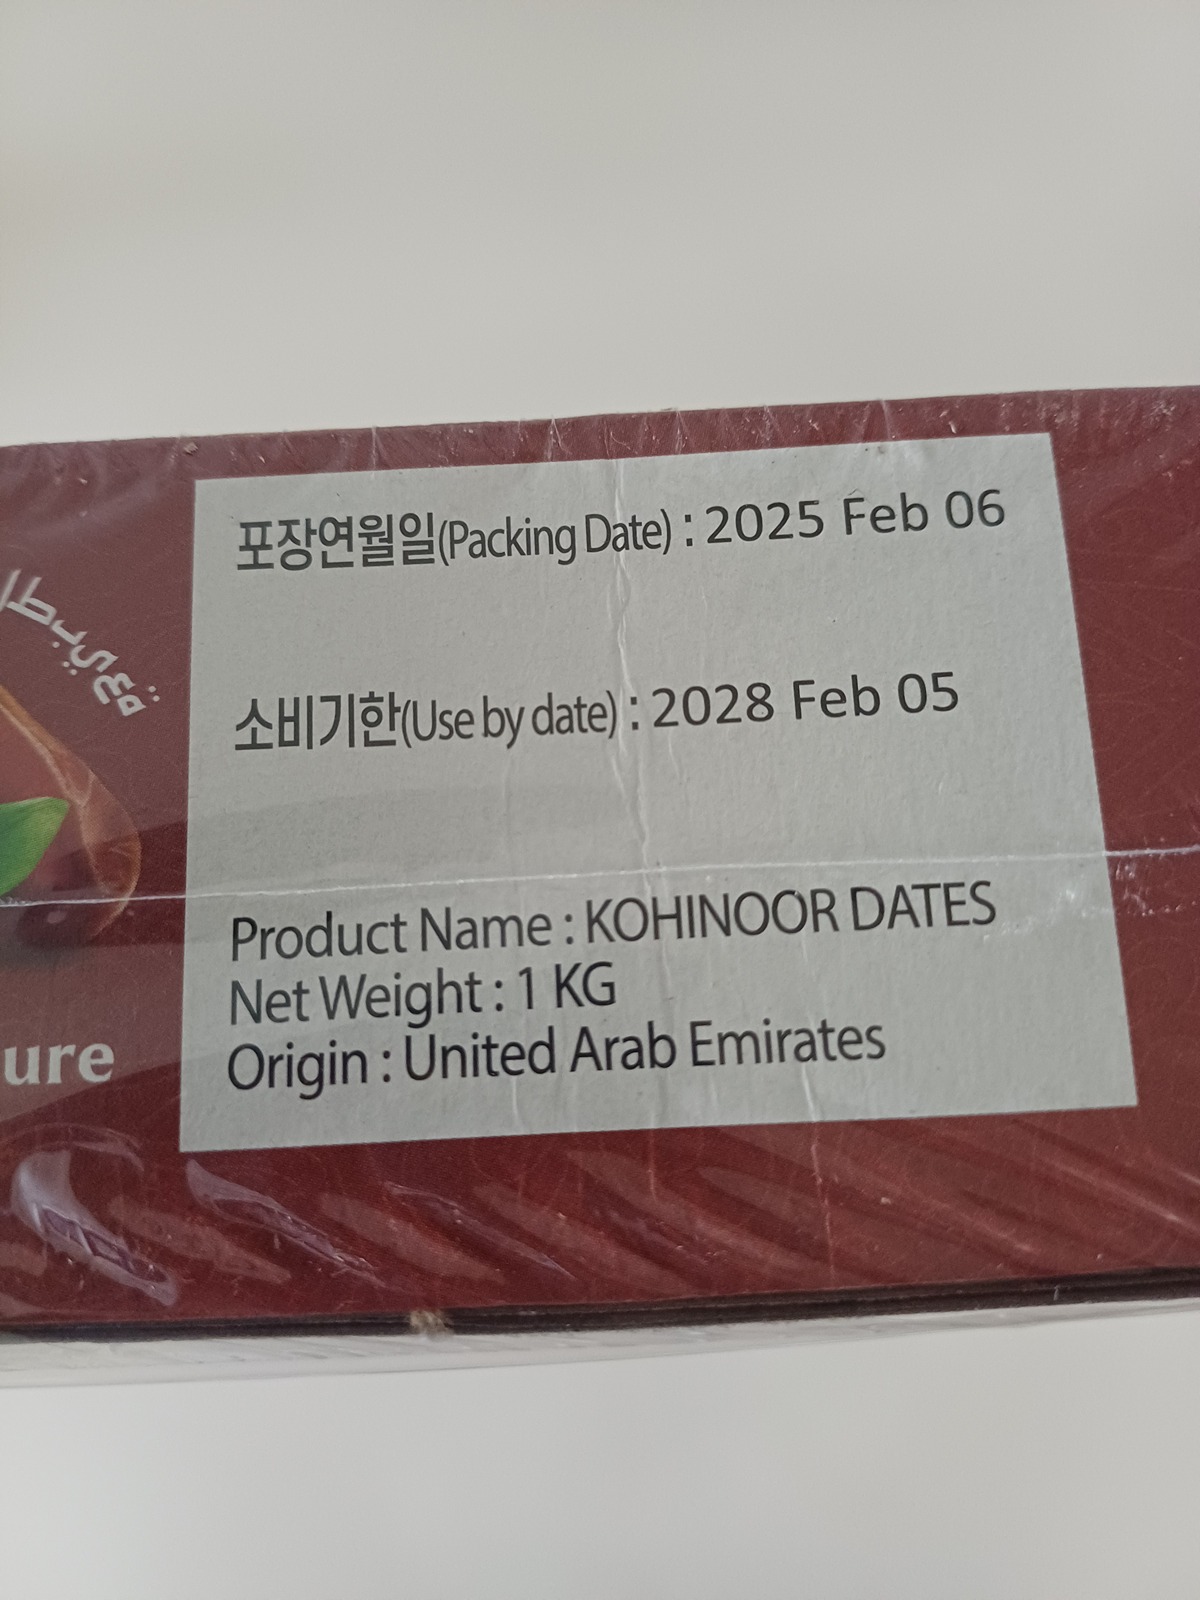 포장연월일(Packing Date) : 2025 Feb 06
소비기한(Use by date) : 2028 Feb 05
Product Name : KOHINOOR DATES
Net Weight : 1 KG
Origin : United Arab Emirates
الطبيعة
ure